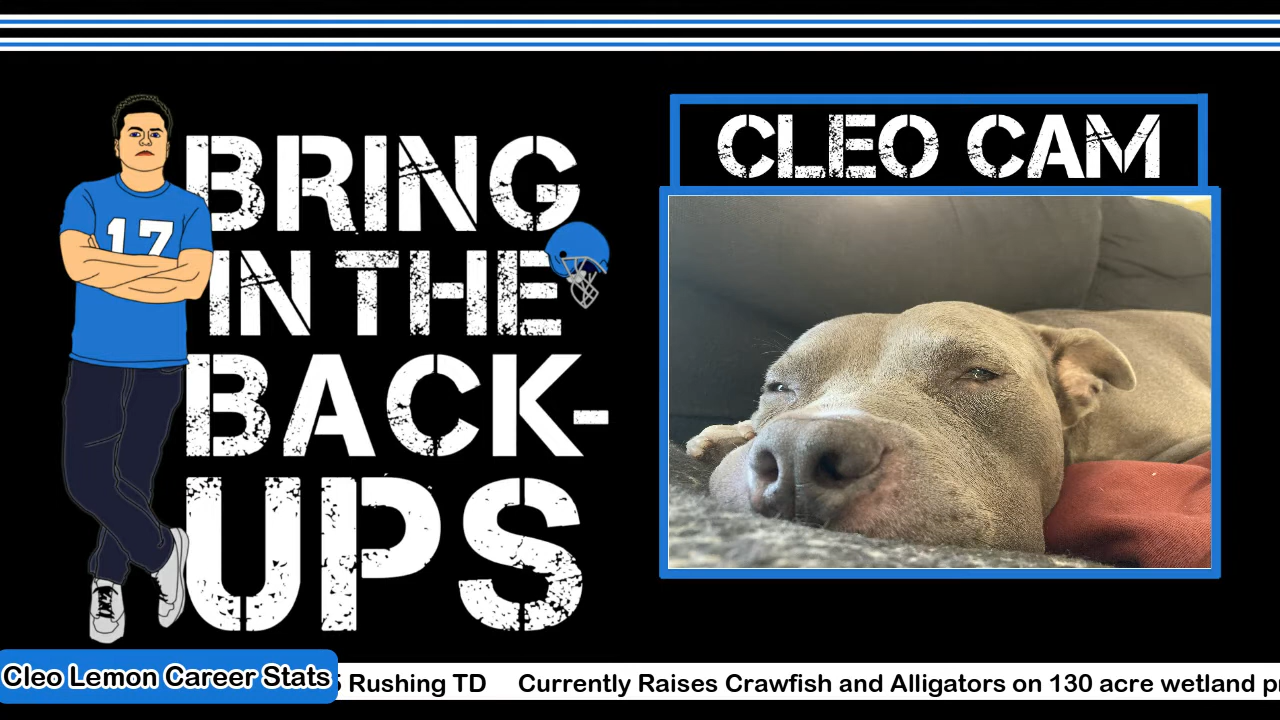 BRING
IN THE
BACK-
UPS
17
CLEO CAM
Cleo Lemon Career Stats
Rushing TD Currently Raises Crawfish and Alligators on 130 acre wetland